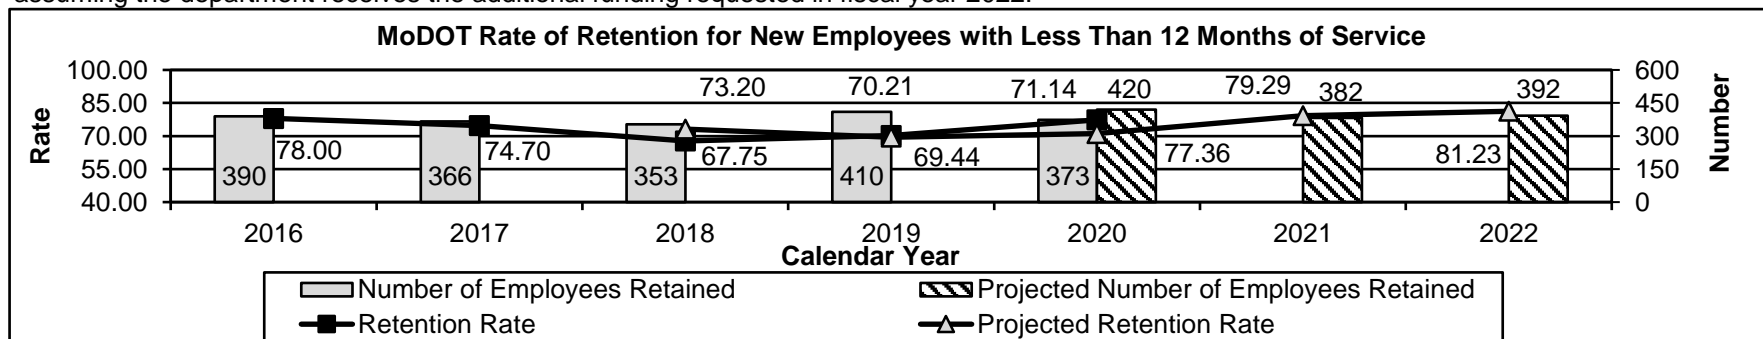 assuming the department receives the additional funding requested in fiscal year 2022.
MoDOT Rate of Retention for New Employees with Less Than 12 Months of Service
100.00
85.00
70.00
55.00
40.00
Rate
73.20 70.21 71.14 420 79.29 382 392
78.00 74.70 67.75 69.44 77.36 81.23
390 366 353 410 373
600
450
300
150
0
Number
2016 2017 2018 2019 2020 2021 2022
Calendar Year
Number of Employees Retained Projected Number of Employees Retained
Retention Rate Projected Retention Rate